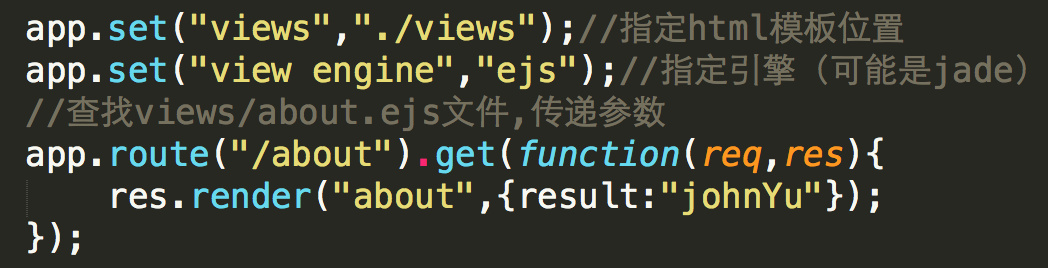 app.set("views","./views");//指定html模板位置
app.set("view engine","ejs");//指定引擎（可能是jade）
//查找views/about.ejs文件,传递参数
app.route("/about").get(function(req,res){
    res.render("about",{result:"johnYu"});
});